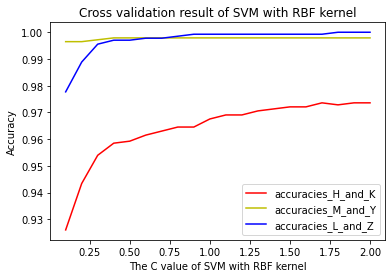 Cross validation result of SVM with RBF kernel
1.00
0.99
0.98
0.97
0.96
0.95
0.94
0.93
Accuracy
accuracies_H_and_K
accuracies_M_and_Y
accuracies_L_and_Z
0.25
0.50
0.75
1.00
1.25
1.50
1.75
2.00
The C value of SVM with RBF kernel